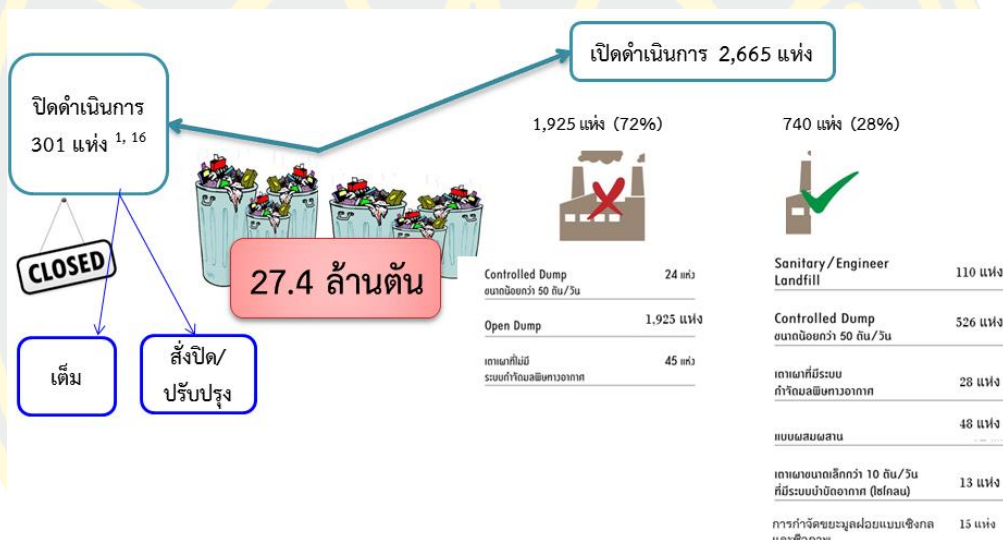 เปิดดำเนินการ 2,665 แห่ง
ปิดดำเนินการ
301 แห่ง 1, 16
1,925 แห่ง (72%)
740 แห่ง (28%)
CLOSED
27.4 ล้านตัน
เต็ม
สั่งปิด/
ปรับปรุง
Controlled Dump 24 แห่ง
ขนาดน้อยกว่า 50 ตัน/วัน
Open Dump 1,925 แห่ง
เตาเผาที่ไม่มี 45 แห่ง
ระบบกำจัดมลพิษทางอากาศ
Sanitary/Engineer
Landfill 110 แห่ง
Controlled Dump 526 แห่ง
ขนาดน้อยกว่า 50 ตัน/วัน
เตาเผาที่มีระบบ
กำจัดมลพิษทางอากาศ 28 แห่ง
48 แห่ง
แบบผสมผสาน
เตาเผาขนาดเล็กกว่า 10 ตัน/วัน 13 แห่ง
ที่มีระบบบำบัดอากาศ (ไซโคลน)
การกำจัดขยะมูลฝอยแบบเชิงกล 15 แห่ง